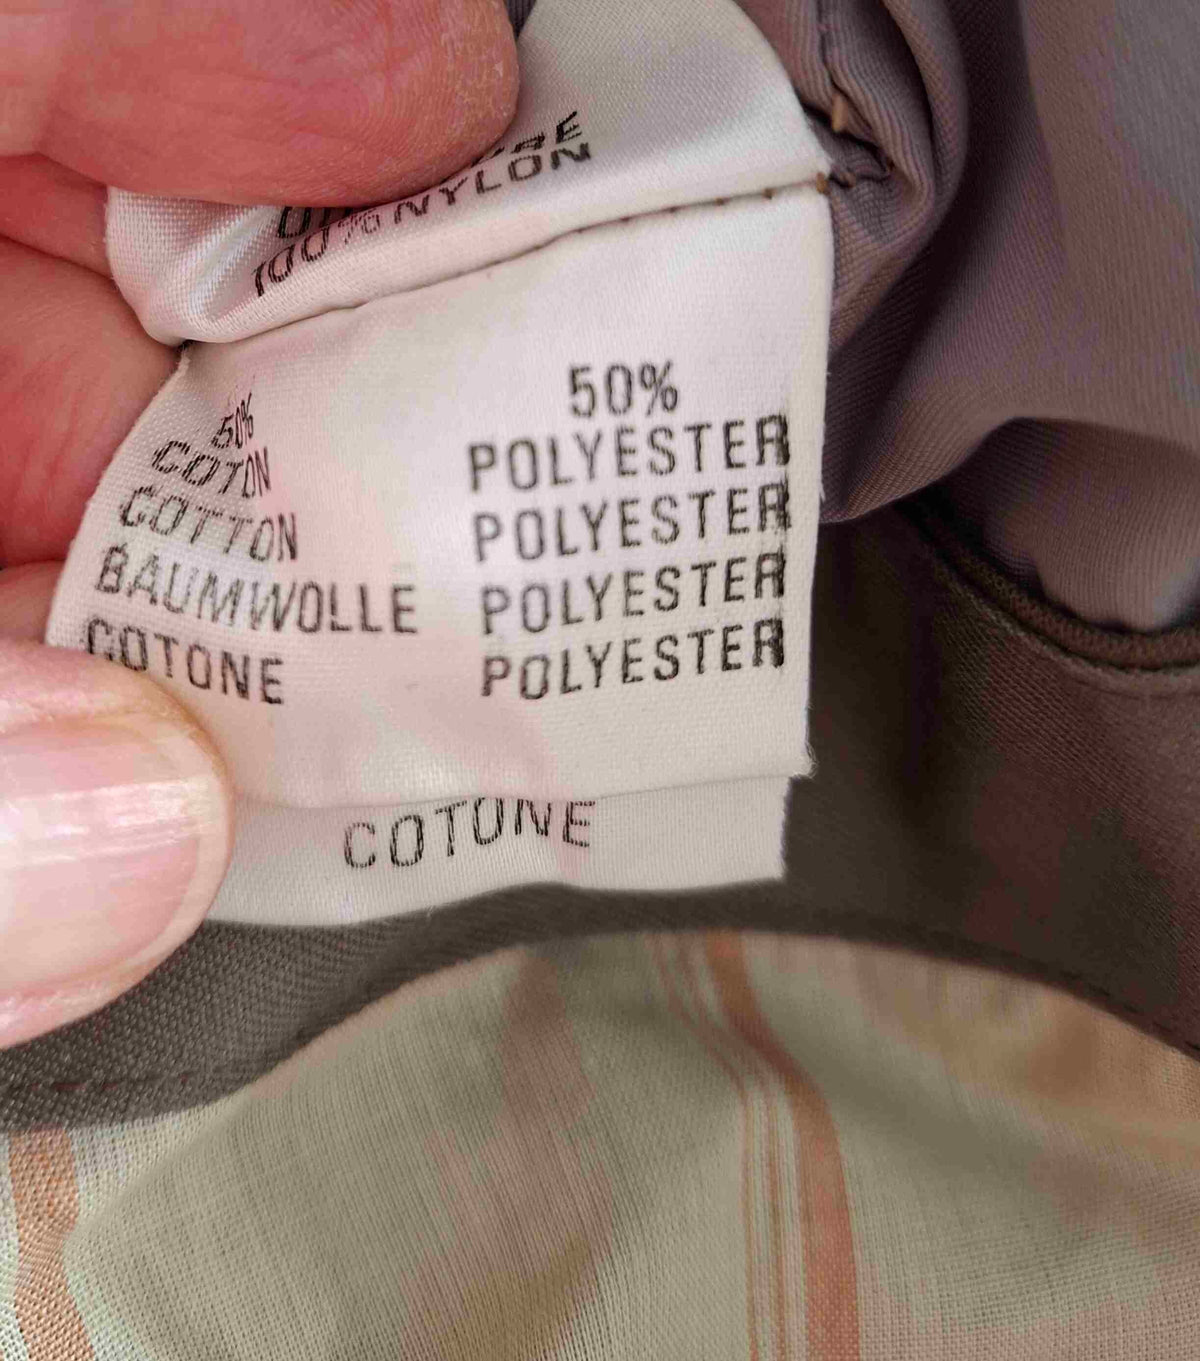 100% NYLON
50% 50%
COTON POLYESTER
COTTON POLYESTER
BAUMWOLLE POLYESTER
COTONE POLYESTER
COTONE